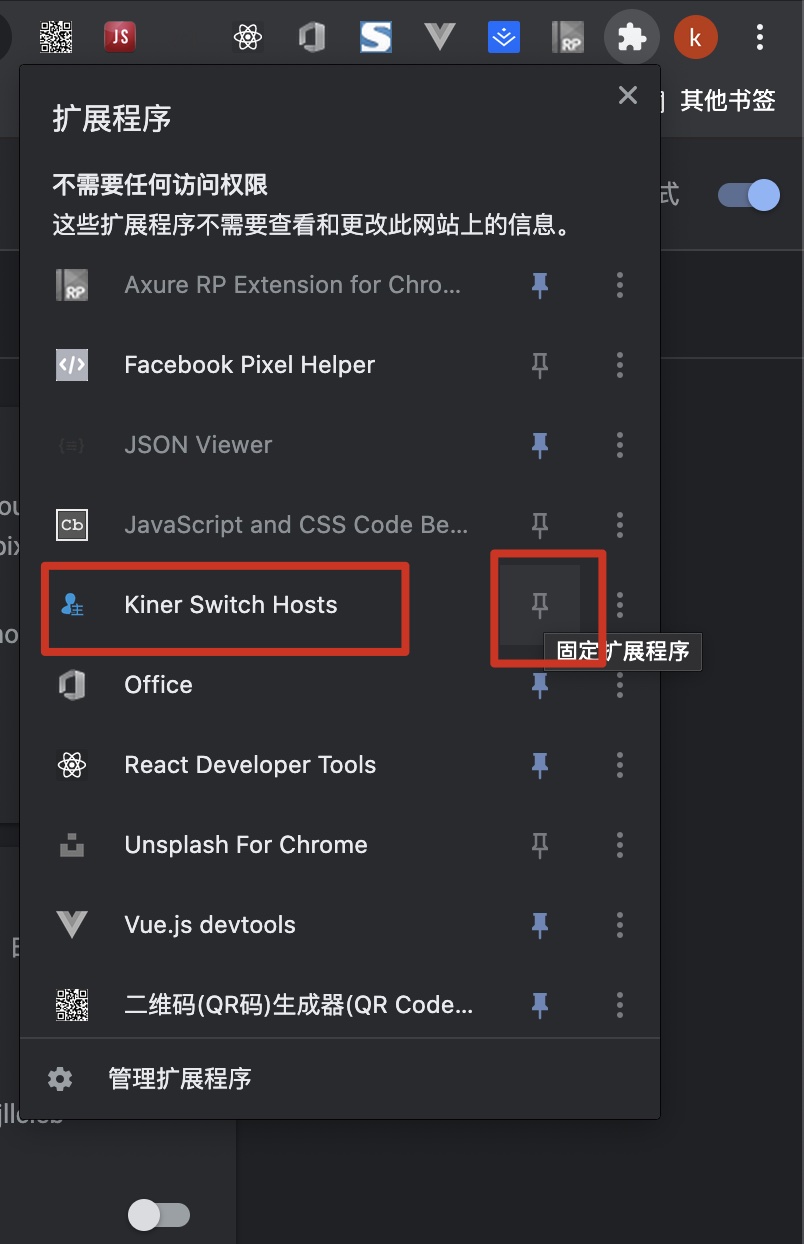 JS
RP
k
其他书签
扩展程序
式
不需要任何访问权限
这些扩展程序不需要查看和更改此网站上的信息。
RP
Axure RP Extension for Chro...
</>
Facebook Pixel Helper
JSON Viewer
Cb
JavaScript and CSS Code Be...
主
Kiner Switch Hosts
固定扩展程序
Office
React Developer Tools
Unsplash For Chrome
Vue.js devtools
二维码(QR码)生成器(QR Code...
管理扩展程序